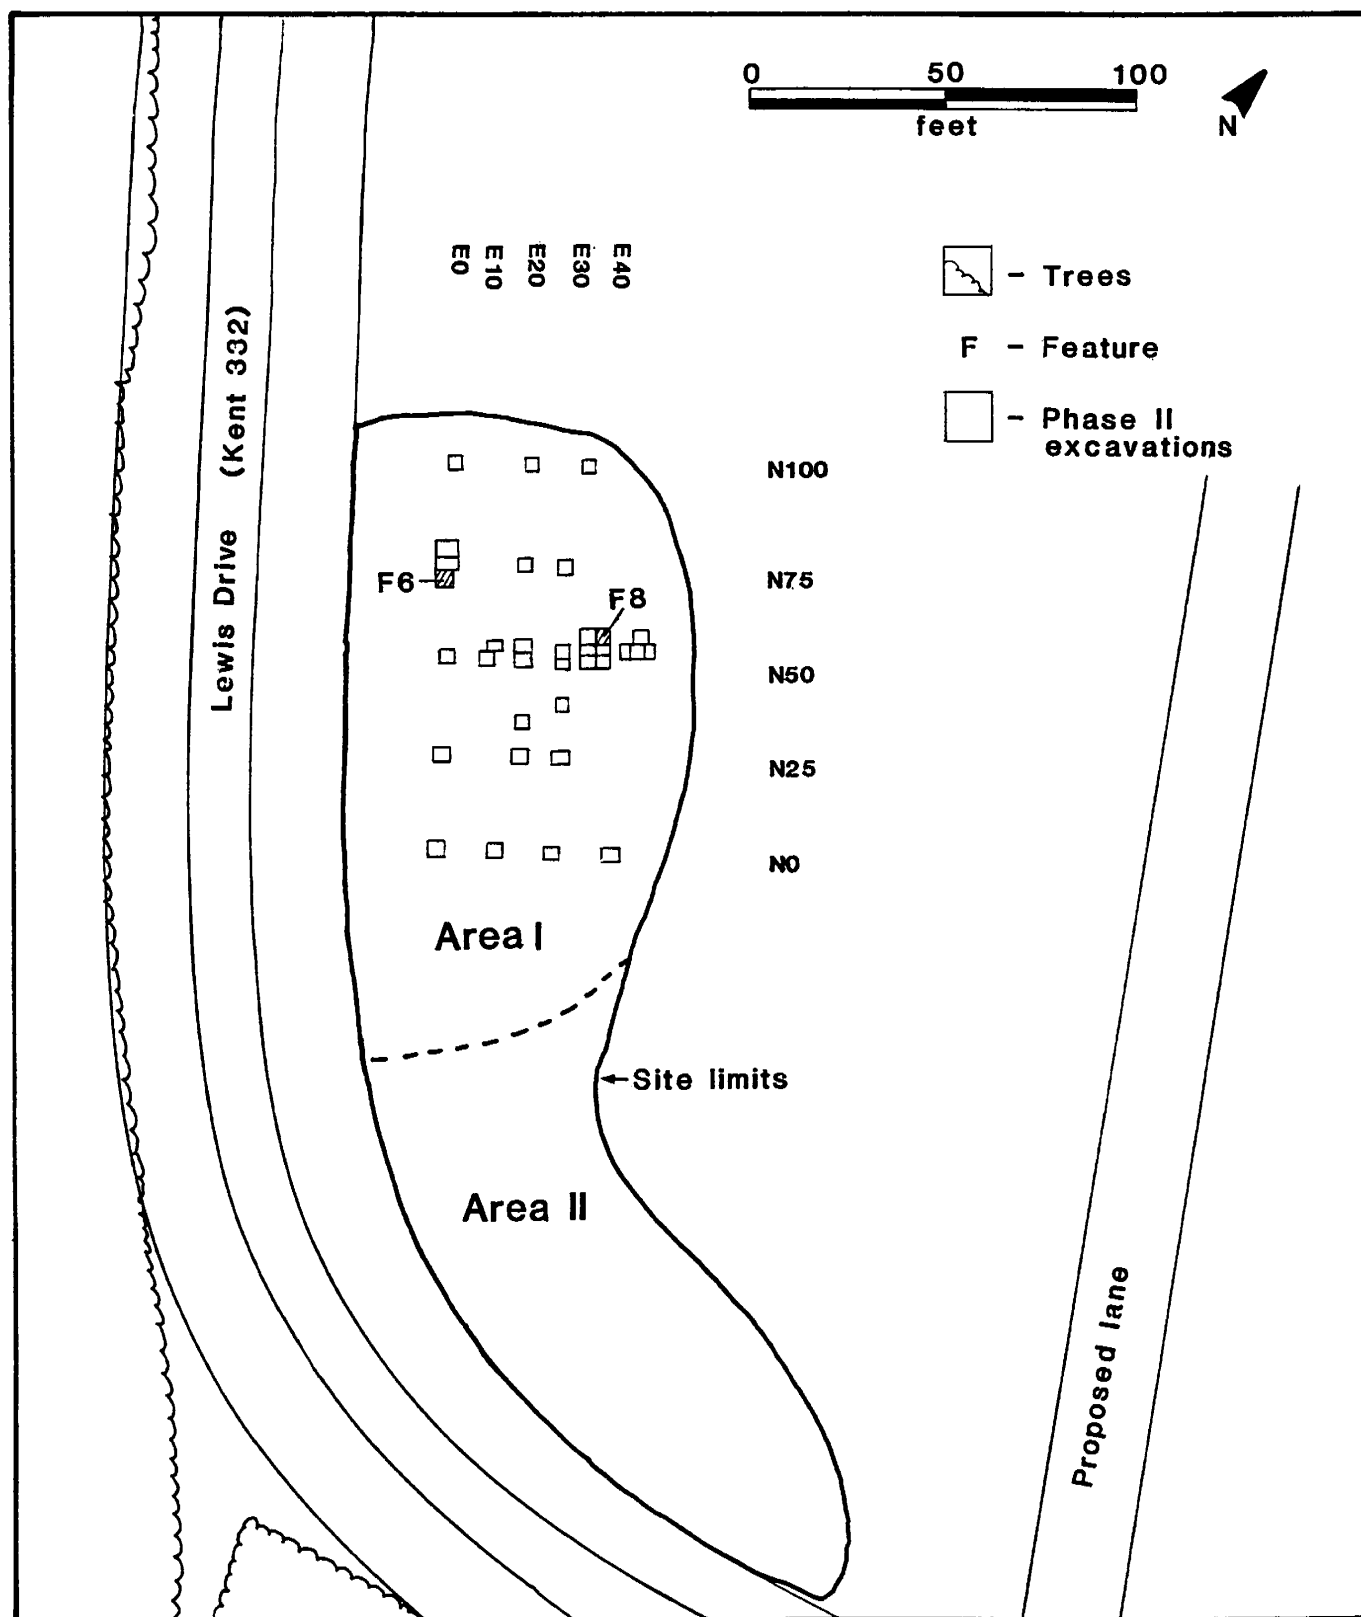 0 50 100
feet
N
E0 E10 E20 E30 E40
– Trees
F – Feature
– Phase II
excavations
Lewis Drive (Kent 332)
N100
F6
N75
F8
N50
N25
N0
Area I
Site limits
Area II
Proposed lane